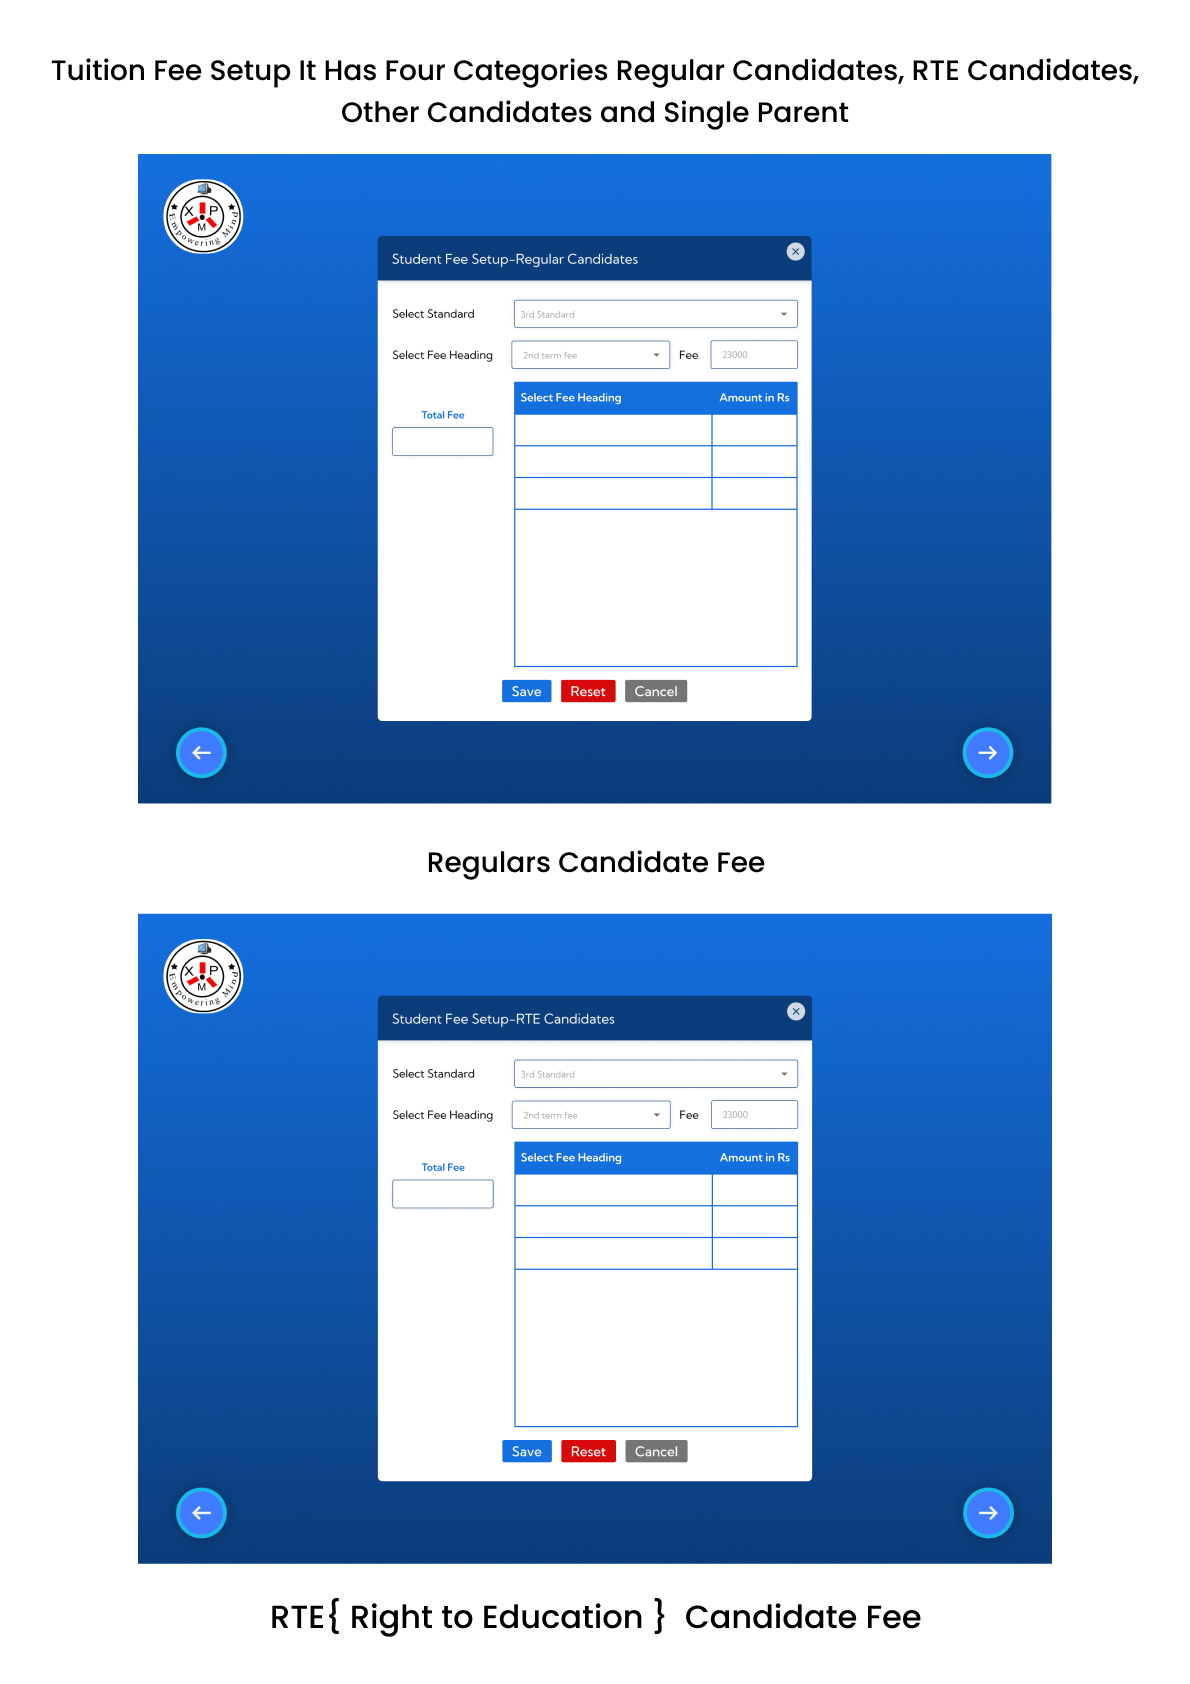 Tuition Fee Setup It Has Four Categories Regular Candidates, RTE Candidates,
Other Candidates and Single Parent
X P
M
Empowering Mind
Student Fee Setup-Regular Candidates
Select Standard 3rd Standard
Select Fee Heading 2nd term fee Fee 23000
Select Fee Heading Amount in Rs
Total Fee
Save Reset Cancel
Regulars Candidate Fee
X P
M
Empowering Mind
Student Fee Setup-RTE Candidates
Select Standard 3rd Standard
Select Fee Heading 2nd term fee Fee 23000
Select Fee Heading Amount in Rs
Total Fee
Save Reset Cancel
RTE{ Right to Education } Candidate Fee